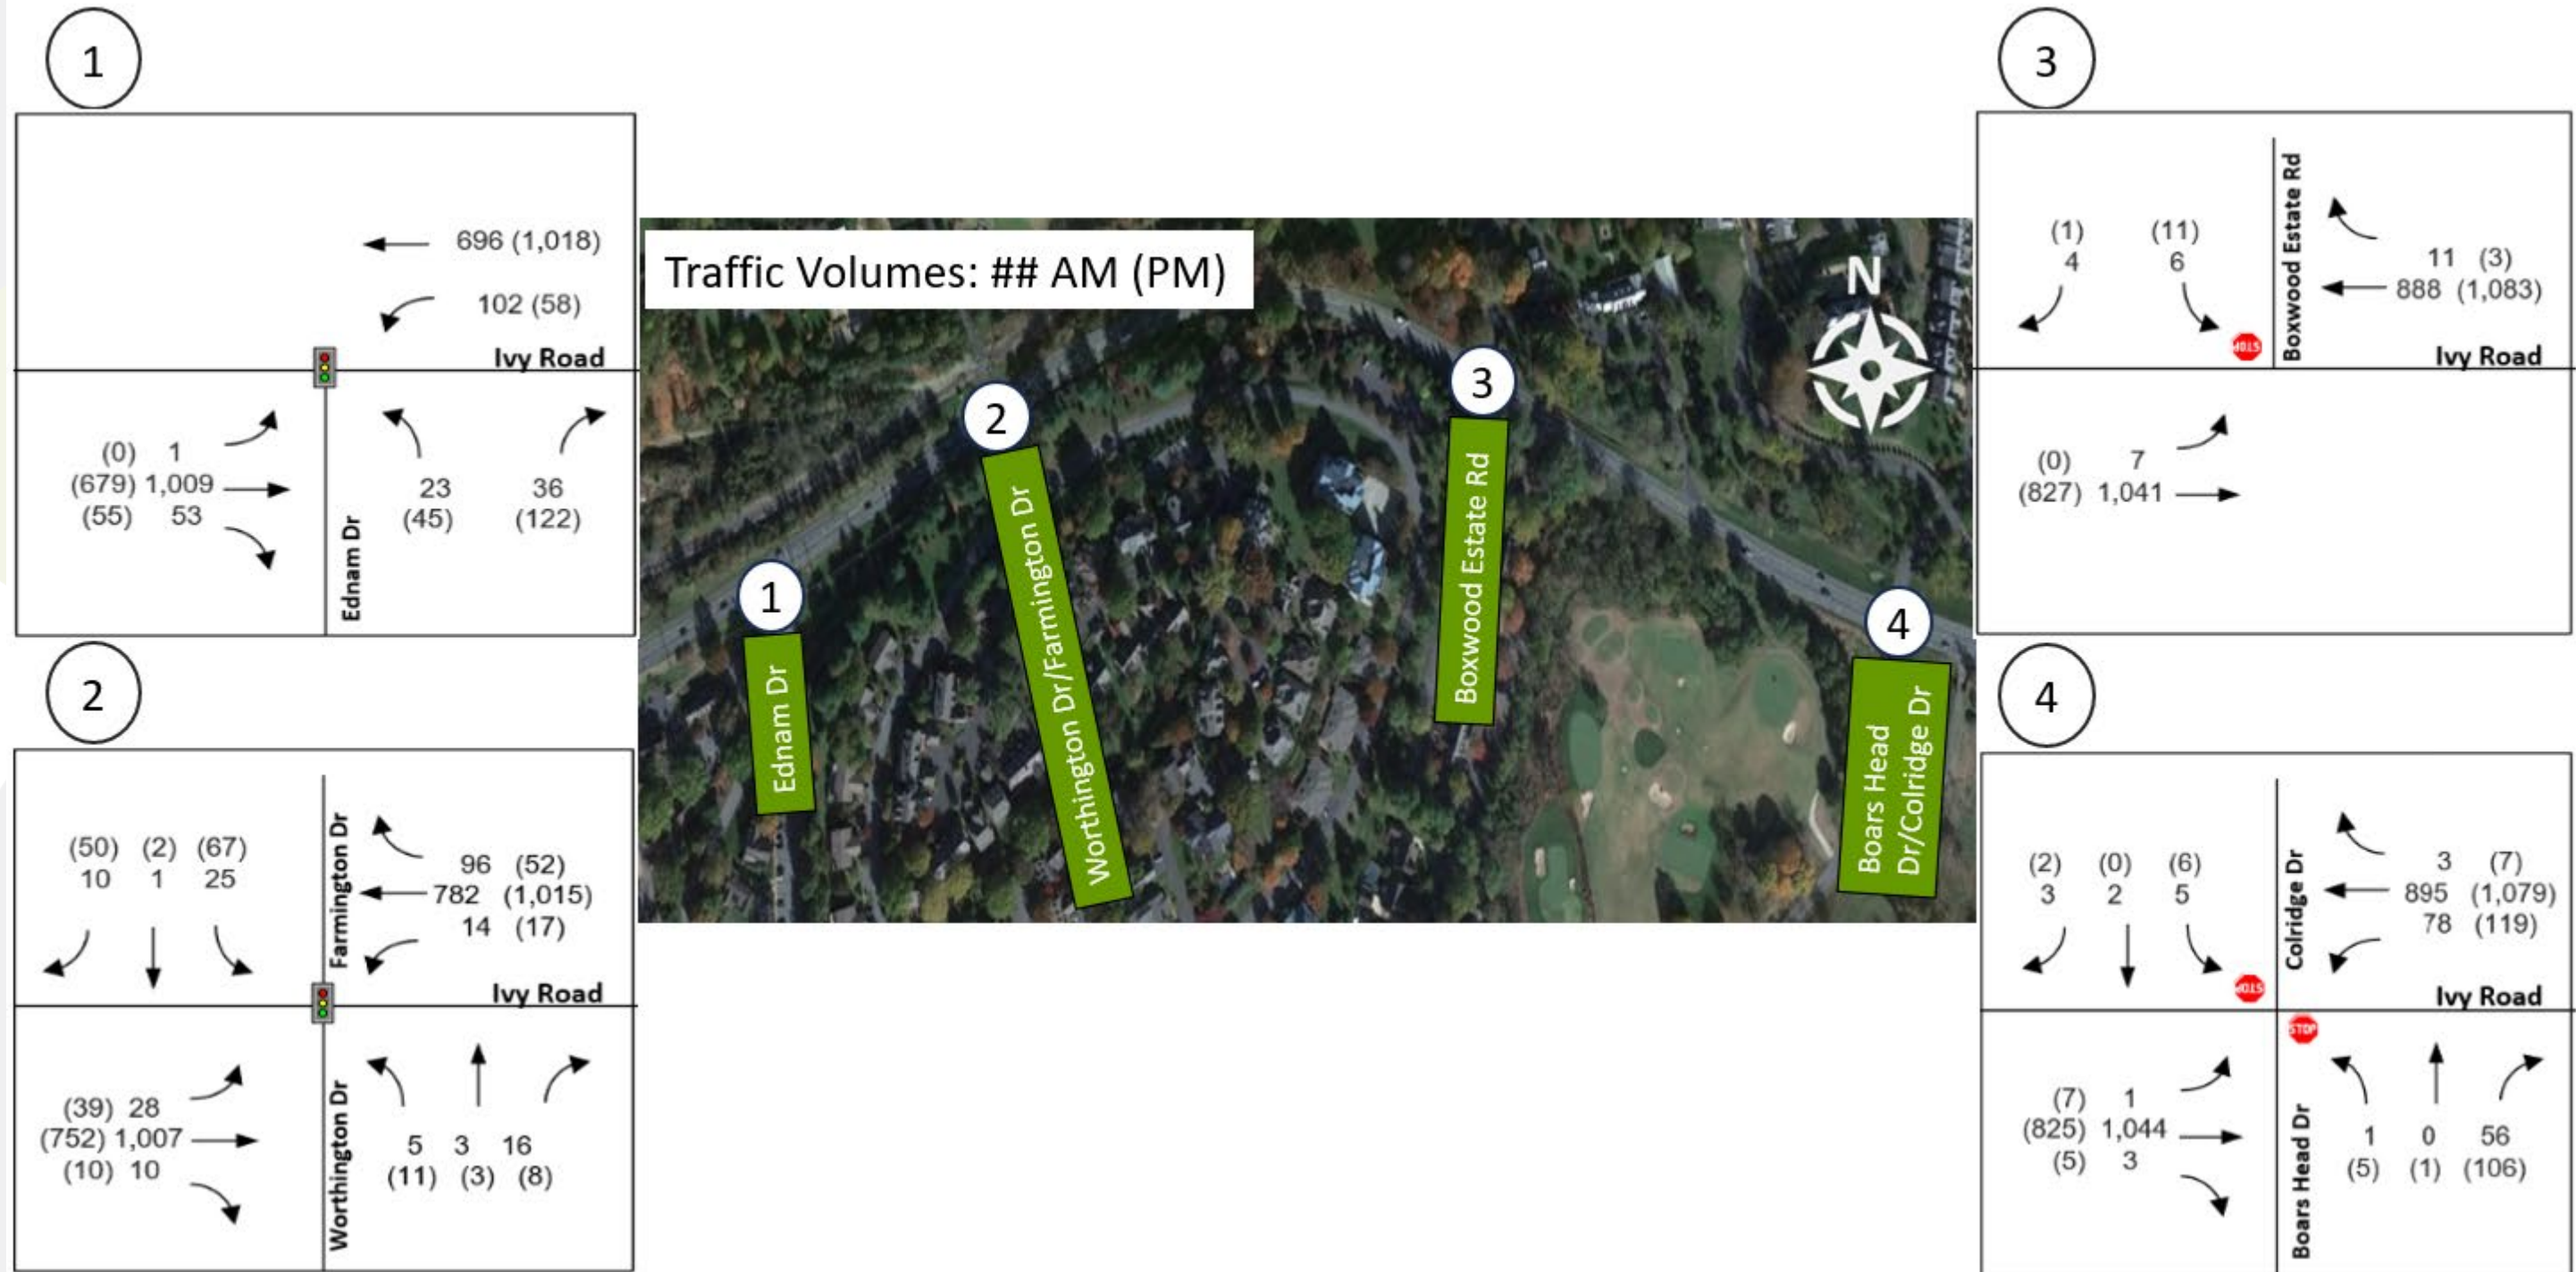 1
696 (1,018)
102 (58)
Ivy Road
(0) 1
(679) 1,009
(55) 53
Ednam Dr
23 36
(45) (122)
2
(50) (2) (67)
10 1 25
Farmington Dr
96 (52)
782 (1,015)
14 (17)
Ivy Road
(39) 28
(752) 1,007
(10) 10
Worthington Dr
5 3 16
(11) (3) (8)
Traffic Volumes: ## AM (PM)
N
1
Ednam Dr
2
Worthington Dr/Farmington Dr
3
Boxwood Estate Rd
4
Boars Head
Dr/Colridge Dr
3
(1) (11)
4 6
STOP
Boxwood Estate Rd
11 (3)
888 (1,083)
Ivy Road
(0) 7
(827) 1,041
4
(2) (0) (6)
3 2 5
STOP
Colridge Dr
3 (7)
895 (1,079)
78 (119)
Ivy Road
STOP
(7) 1
(825) 1,044
(5) 3
Boars Head Dr
1 0 56
(5) (1) (106)